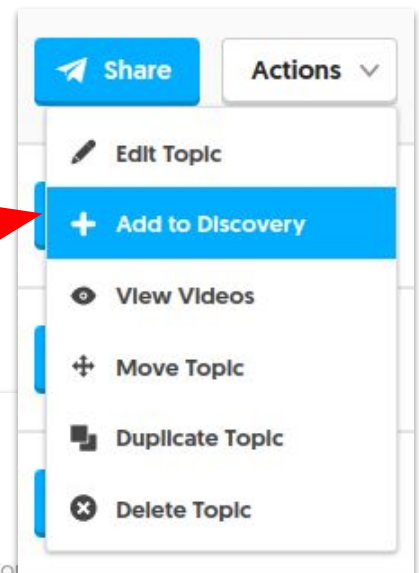 Share
Actions
Edit Topic
Add to Discovery
View Videos
Move Topic
Duplicate Topic
Delete Topic